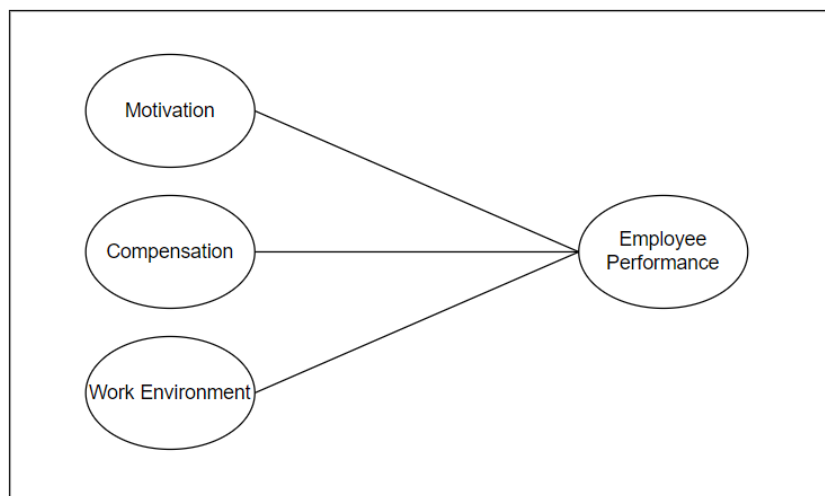 Motivation
Compensation
Employee
Performance
Work Environment